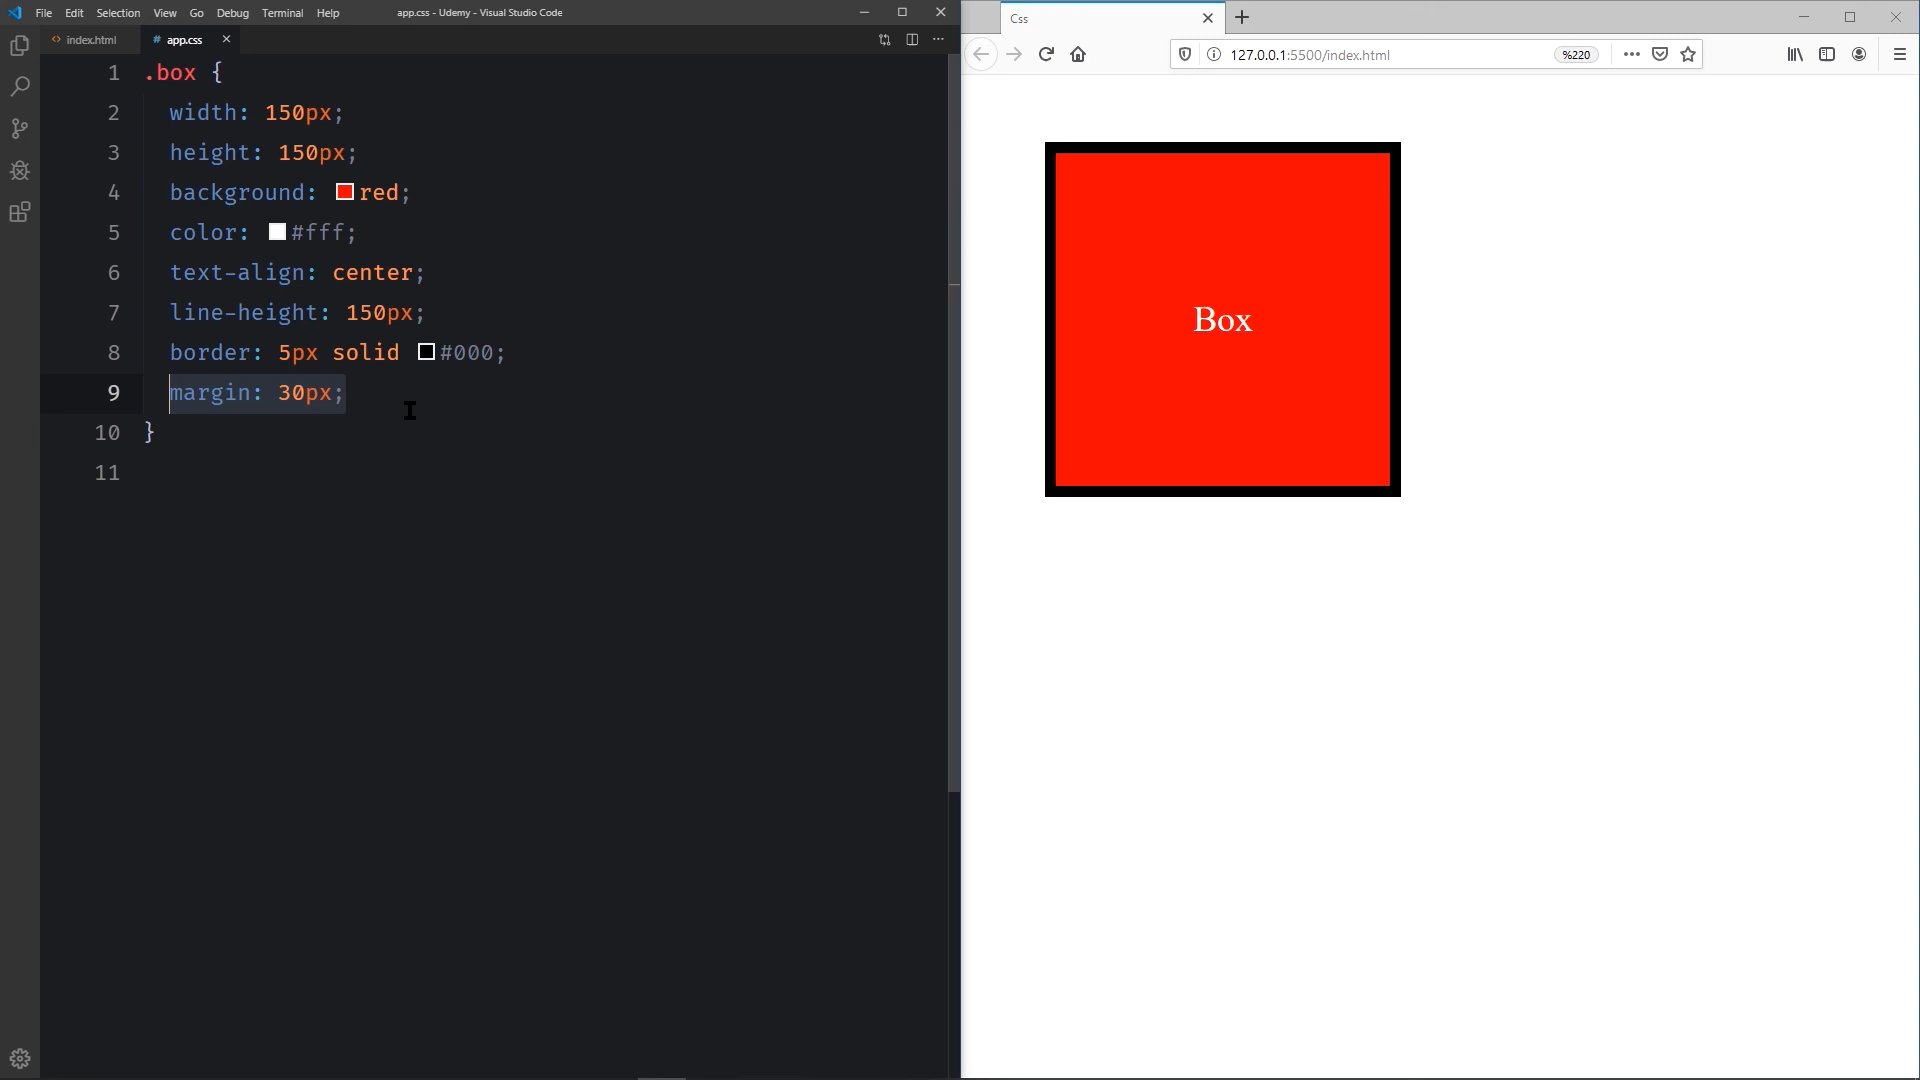 File Edit Selection View Go Debug Terminal Help
app.css - Udemy - Visual Studio Code
index.html
# app.css
1 .box {
2 width: 150px;
3 height: 150px;
4 background: red;
5 color: #fff;
6 text-align: center;
7 line-height: 150px;
8 border: 5px solid #000;
9 margin: 30px;
10 }
11
Css
127.0.0.1:5500/index.html
%220
Box